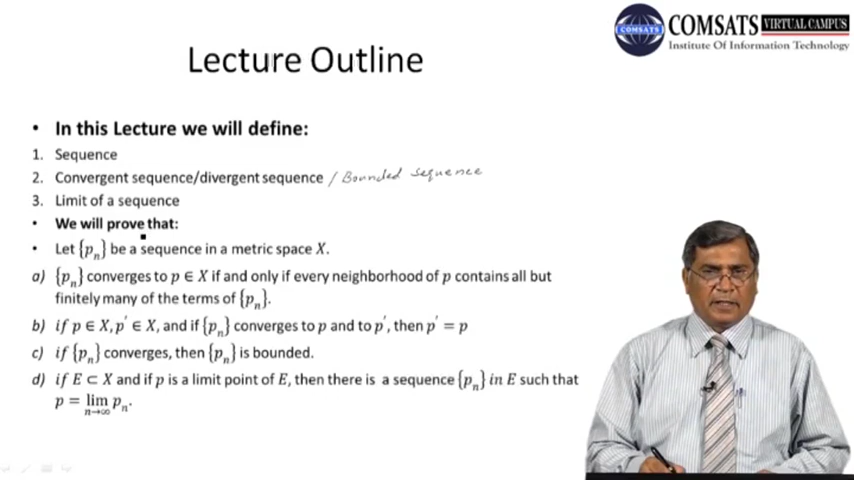 COMSATS VIRTUAL CAMPUS
COMSATS
Institute Of Information Technology
Lecture Outline
• In this Lecture we will define:
1. Sequence
2. Convergent sequence/divergent sequence / Bounded sequence
3. Limit of a sequence
• We will prove that:
• Let {pₙ} be a sequence in a metric space X.
a) {pₙ} converges to p ∈ X if and only if every neighborhood of p contains all but
finitely many of the terms of {pₙ}.
b) if p ∈ X, p′ ∈ X, and if {pₙ} converges to p and to p′, then p′ = p
c) if {pₙ} converges, then {pₙ} is bounded.
d) if E ⊂ X and if p is a limit point of E, then there is a sequence {pₙ} in E such that
p = lim pₙ.
n→∞